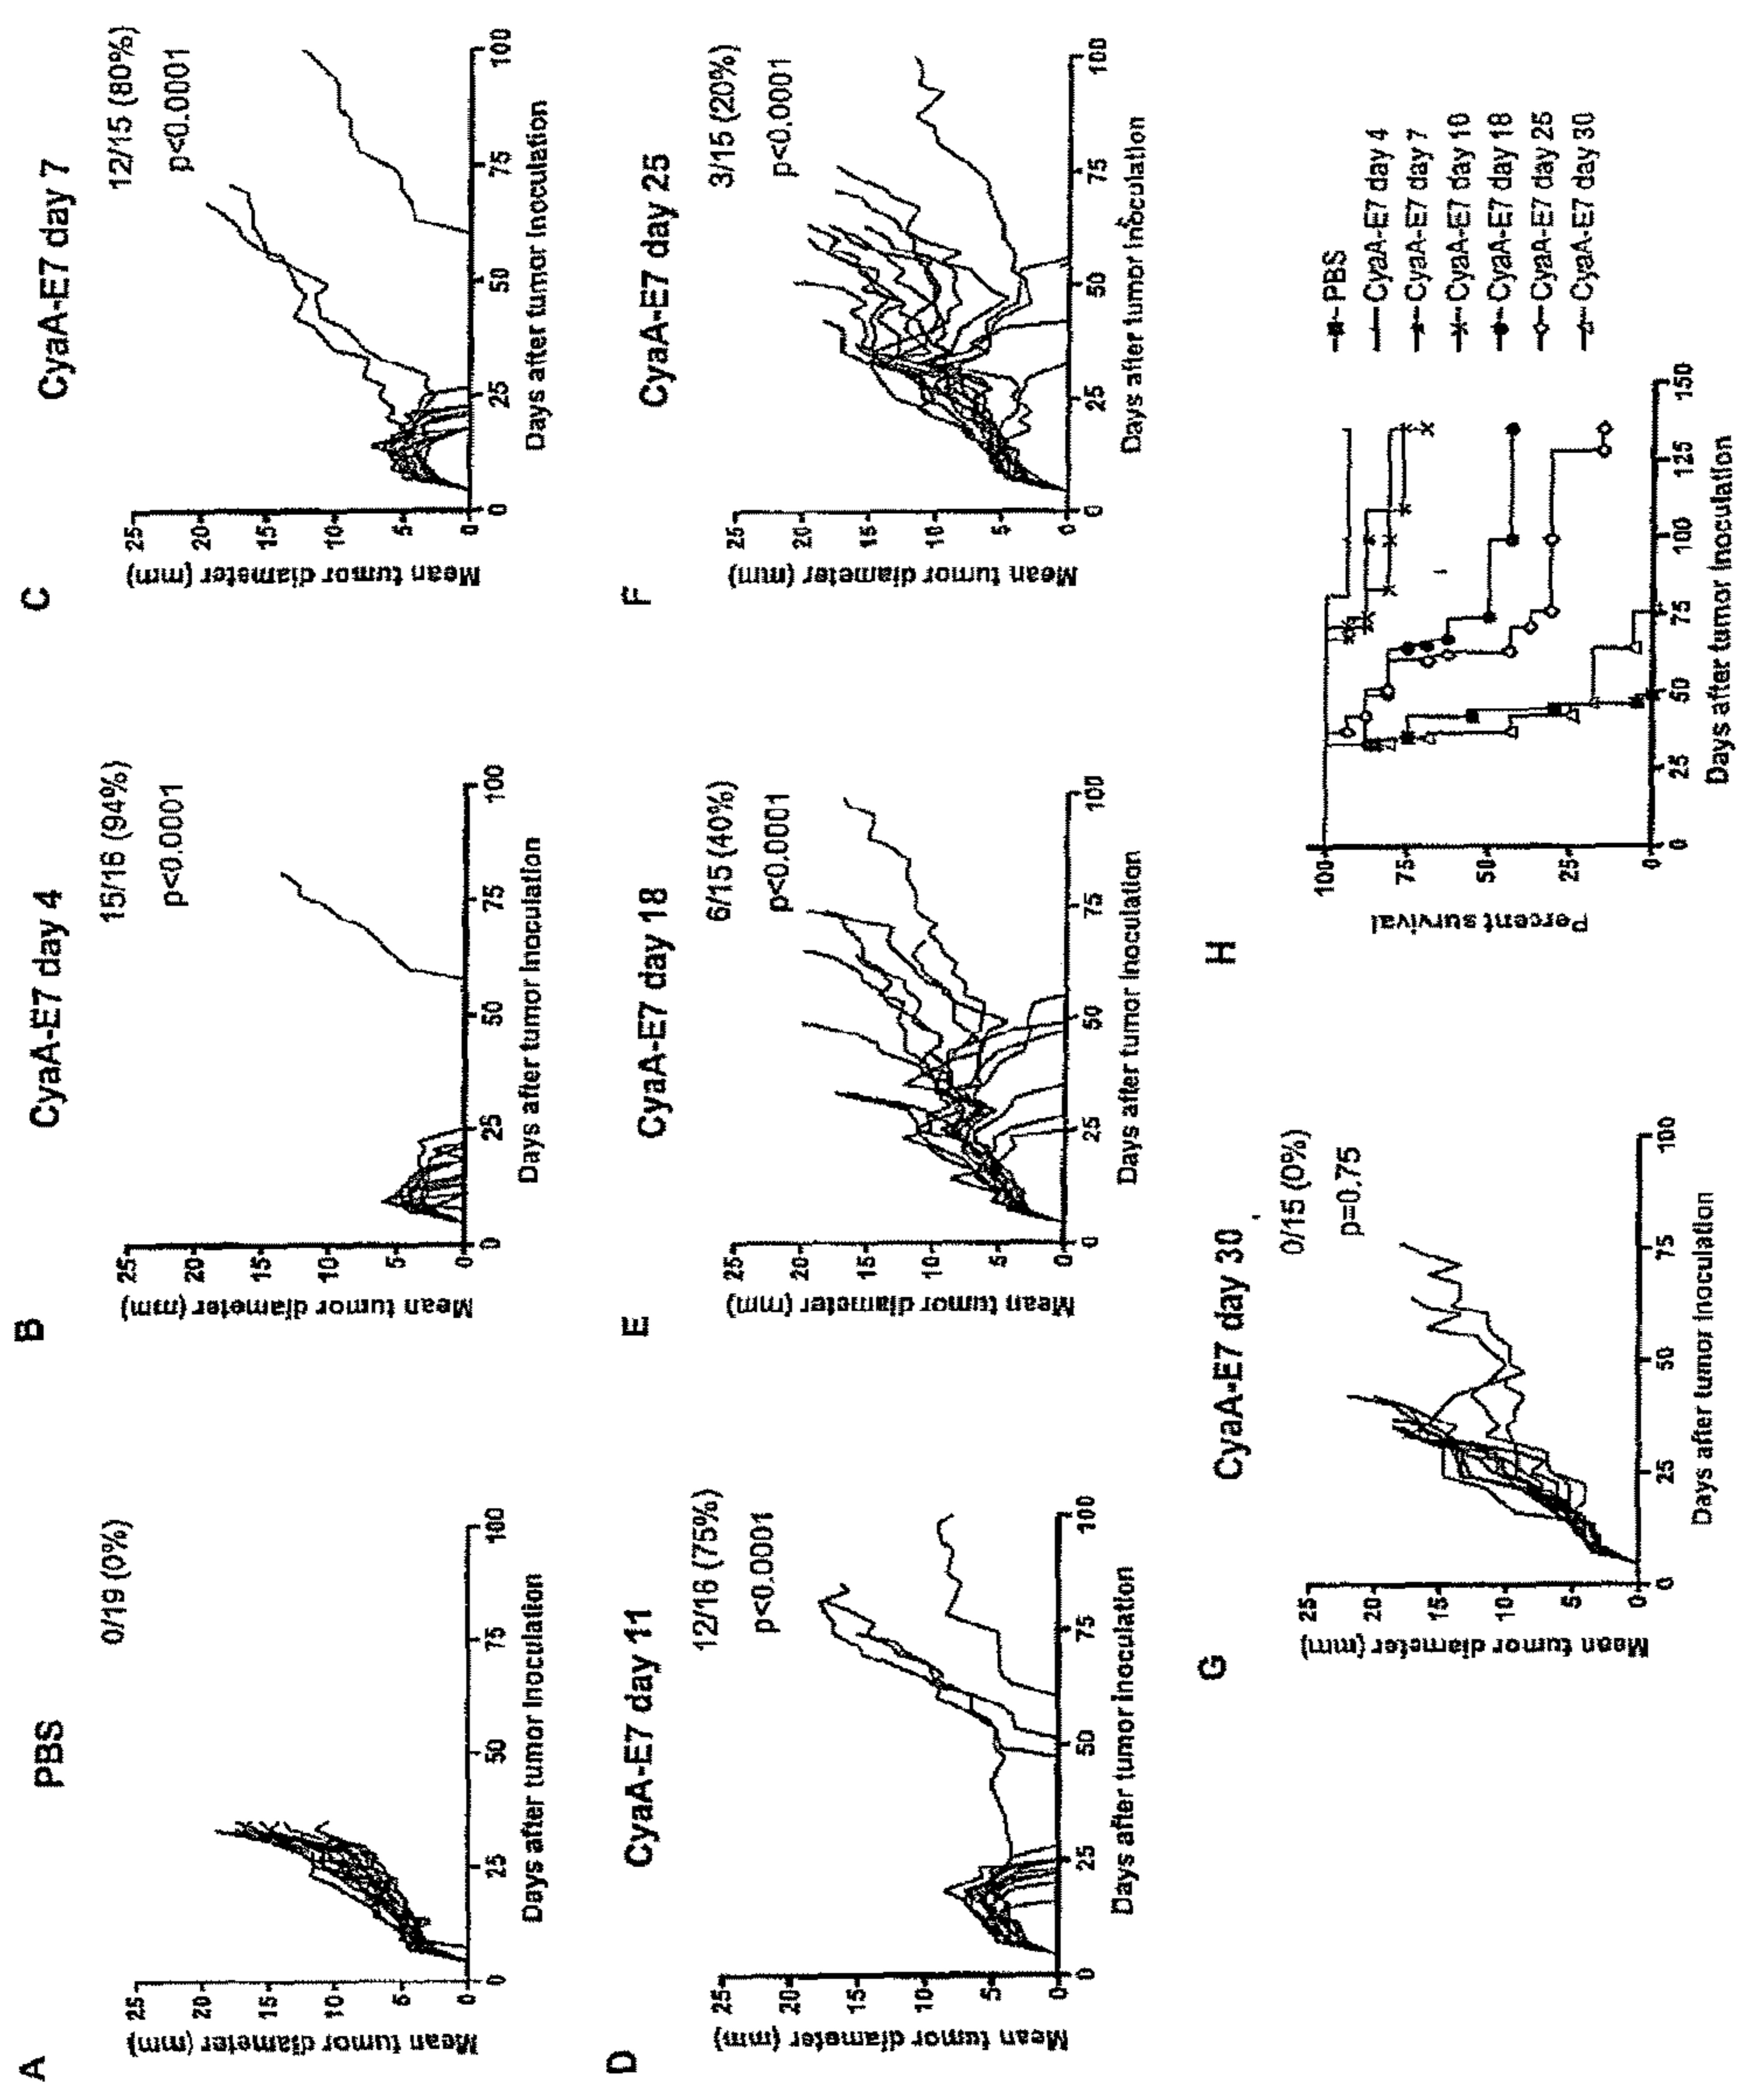 A
PBS
0/19 (0%)
25
20
15
10
5
0
Mean tumor diameter (mm)
0
25
50
75
100
Days after tumor inoculation
B
CyaA-E7 day 4
15/16 (94%)
p<0.0001
25
20
15
10
5
0
Mean tumor diameter (mm)
0
25
50
75
100
Days after tumor inoculation
C
CyaA-E7 day 7
12/15 (80%)
p<0.0001
25
20
15
10
5
0
Mean tumor diameter (mm)
0
25
50
75
100
Days after tumor inoculation
D
CyaA-E7 day 11
12/16 (75%)
p<0.0001
25
20
15
10
5
0
Mean tumor diameter (mm)
0
25
50
75
100
Days after tumor inoculation
E
CyaA-E7 day 18
6/15 (40%)
p<0.0001
25
20
15
10
5
0
Mean tumor diameter (mm)
0
25
50
75
100
Days after tumor inoculation
F
CyaA-E7 day 25
3/15 (20%)
p<0.0001
25
20
15
10
5
0
Mean tumor diameter (mm)
0
25
50
75
100
Days after tumor inoculation
G
CyaA-E7 day 30
0/15 (0%)
p=0.75
25
20
15
10
5
0
Mean tumor diameter (mm)
0
25
50
75
100
Days after tumor inoculation
H
100
75
50
25
0
Percent survival
0
25
50
75
100
125
150
Days after tumor inoculation
PBS
CyaA-E7 day 4
CyaA-E7 day 7
CyaA-E7 day 10
CyaA-E7 day 18
CyaA-E7 day 25
CyaA-E7 day 30